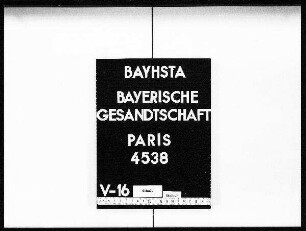 BAYHSTA
BAYERISCHE
GESANDTSCHAFT
PARIS
4538
V-16